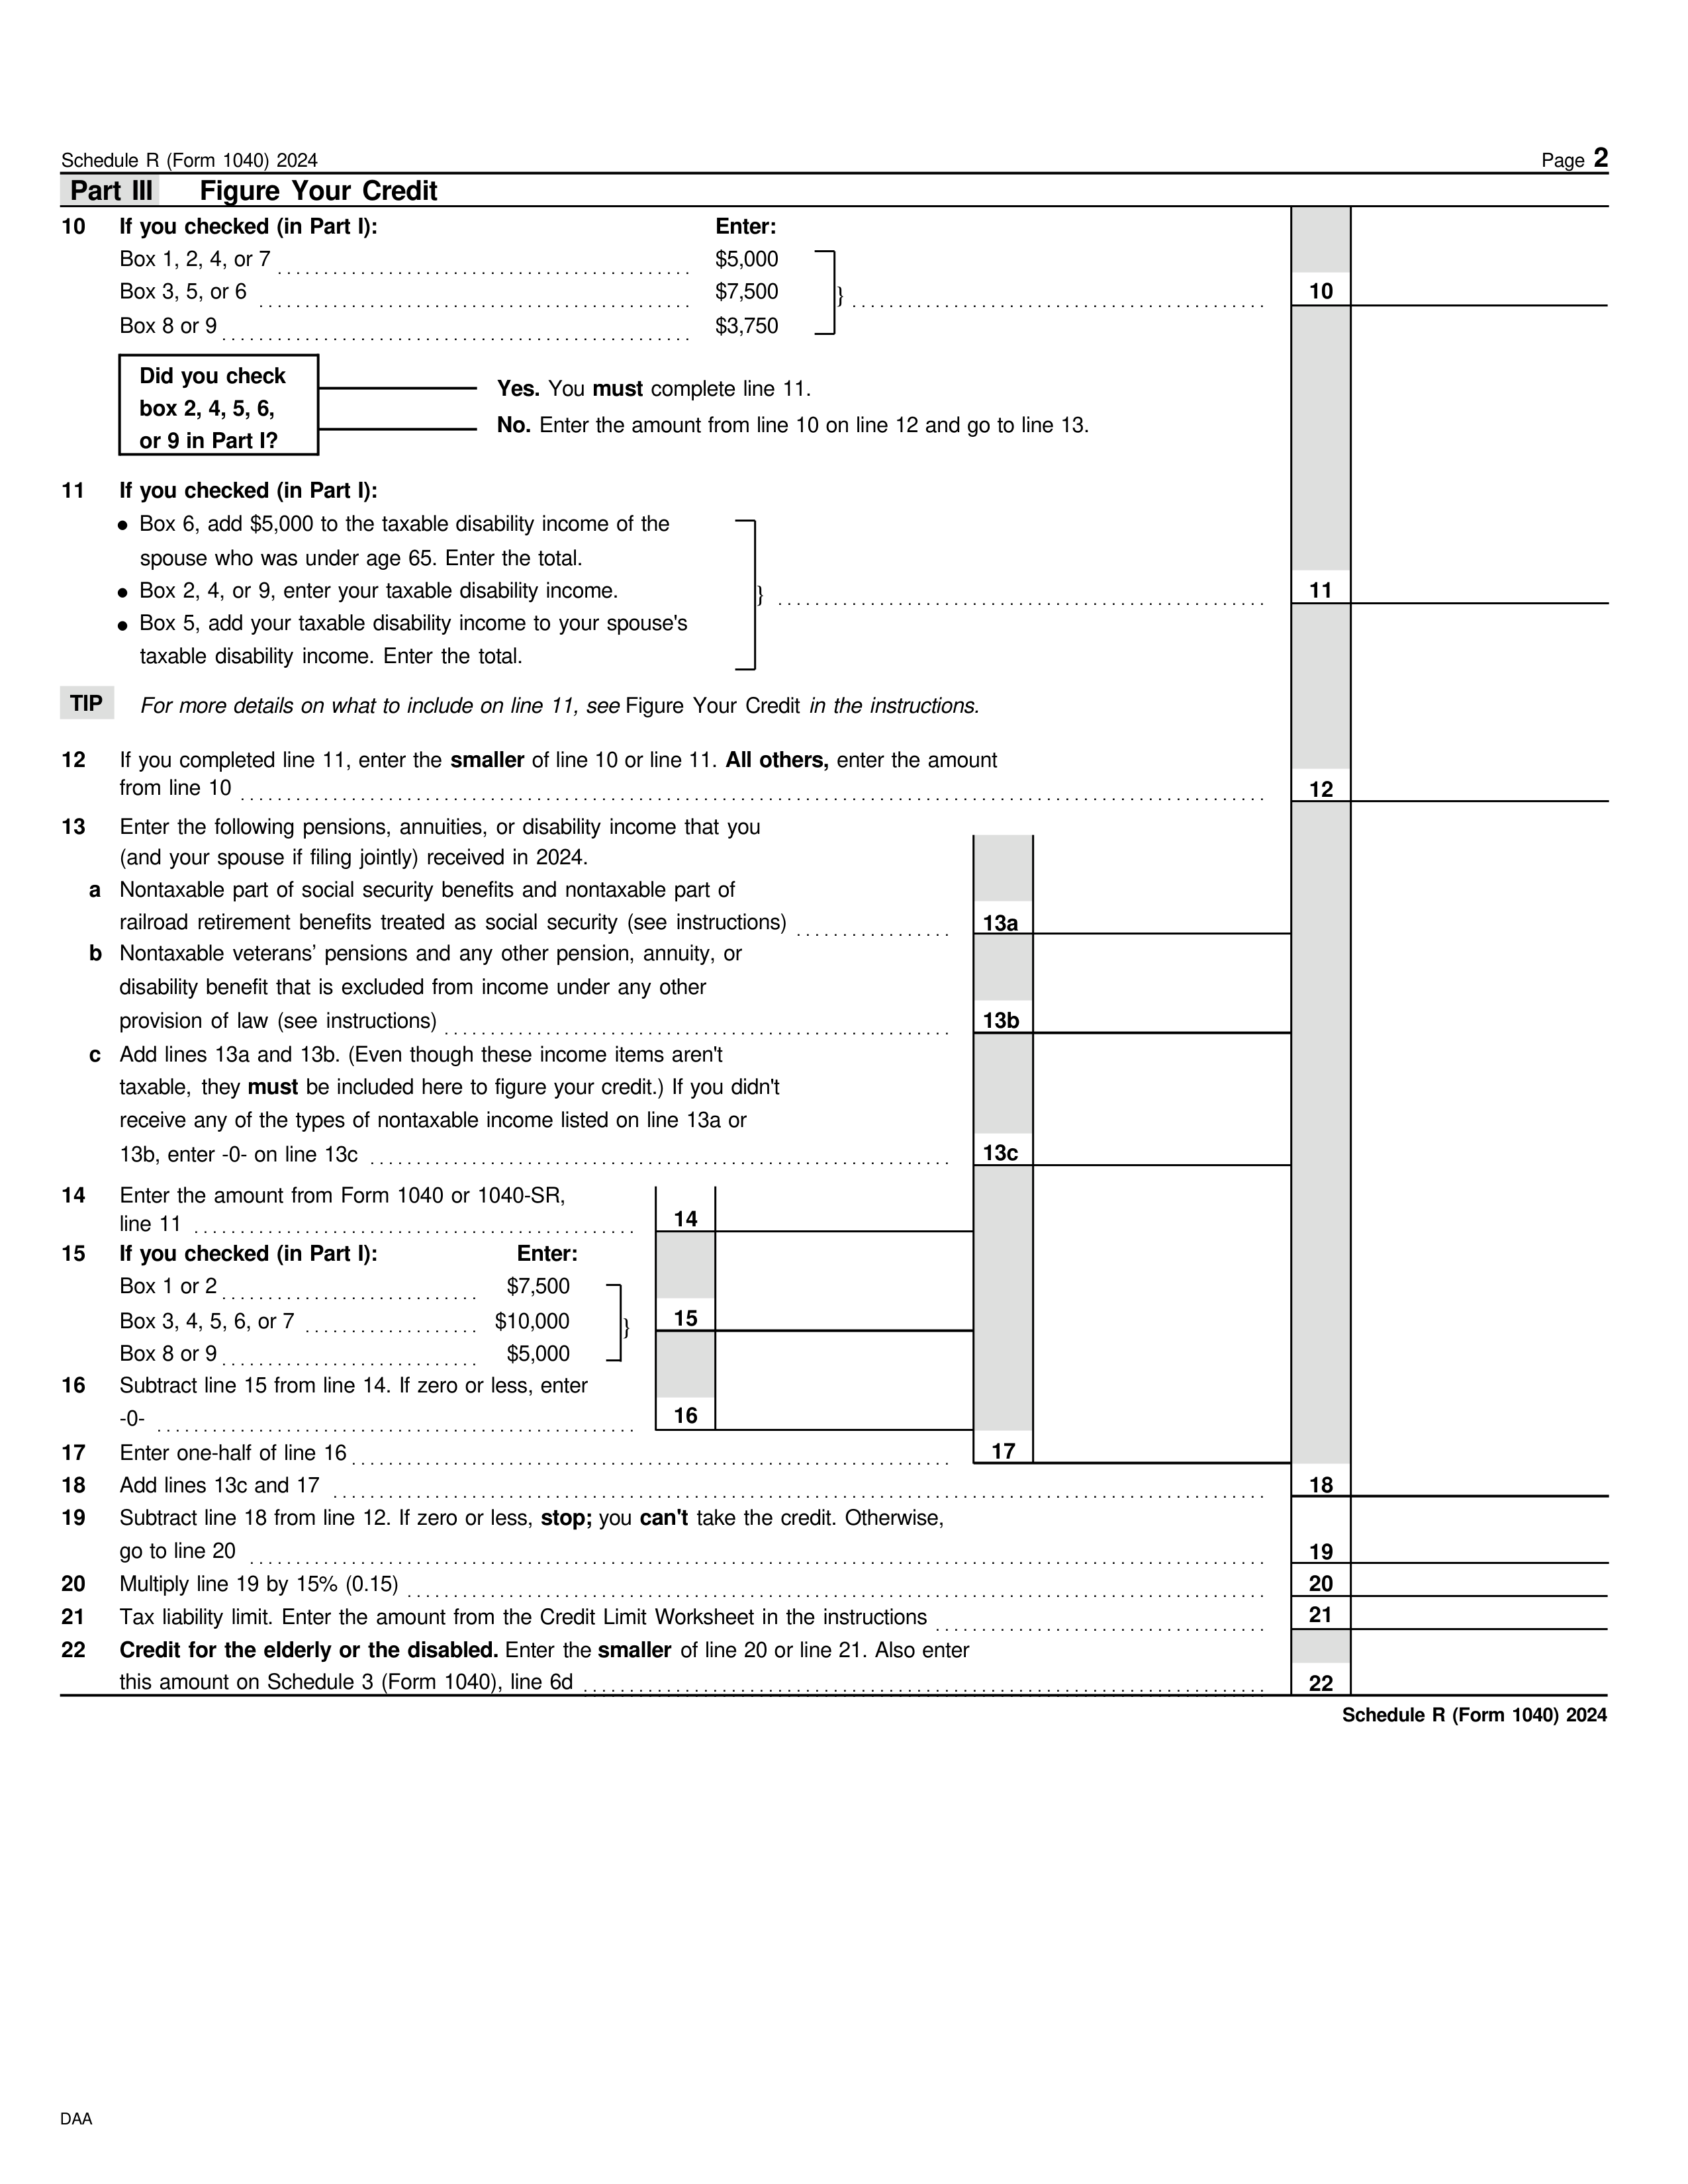 Schedule R (Form 1040) 2024 Page 2
Part III Figure Your Credit
10 If you checked (in Part I): Enter:
Box 1, 2, 4, or 7 $5,000
Box 3, 5, or 6 $7,500 } 10
Box 8 or 9 $3,750
Did you check
box 2, 4, 5, 6,
or 9 in Part I?
Yes. You must complete line 11.
No. Enter the amount from line 10 on line 12 and go to line 13.
11 If you checked (in Part I):
● Box 6, add $5,000 to the taxable disability income of the
spouse who was under age 65. Enter the total.
● Box 2, 4, or 9, enter your taxable disability income. } 11
● Box 5, add your taxable disability income to your spouse's
taxable disability income. Enter the total.
TIP For more details on what to include on line 11, see Figure Your Credit in the instructions.
12 If you completed line 11, enter the smaller of line 10 or line 11. All others, enter the amount
from line 10 12
13 Enter the following pensions, annuities, or disability income that you
(and your spouse if filing jointly) received in 2024.
a Nontaxable part of social security benefits and nontaxable part of
railroad retirement benefits treated as social security (see instructions) 13a
b Nontaxable veterans’ pensions and any other pension, annuity, or
disability benefit that is excluded from income under any other
provision of law (see instructions) 13b
c Add lines 13a and 13b. (Even though these income items aren't
taxable, they must be included here to figure your credit.) If you didn't
receive any of the types of nontaxable income listed on line 13a or
13b, enter -0- on line 13c 13c
14 Enter the amount from Form 1040 or 1040-SR,
line 11 14
15 If you checked (in Part I): Enter:
Box 1 or 2 $7,500
Box 3, 4, 5, 6, or 7 $10,000 } 15
Box 8 or 9 $5,000
16 Subtract line 15 from line 14. If zero or less, enter
-0- 16
17 Enter one-half of line 16 17
18 Add lines 13c and 17 18
19 Subtract line 18 from line 12. If zero or less, stop; you can't take the credit. Otherwise,
go to line 20 19
20 Multiply line 19 by 15% (0.15) 20
21 Tax liability limit. Enter the amount from the Credit Limit Worksheet in the instructions 21
22 Credit for the elderly or the disabled. Enter the smaller of line 20 or line 21. Also enter
this amount on Schedule 3 (Form 1040), line 6d 22
Schedule R (Form 1040) 2024
DAA